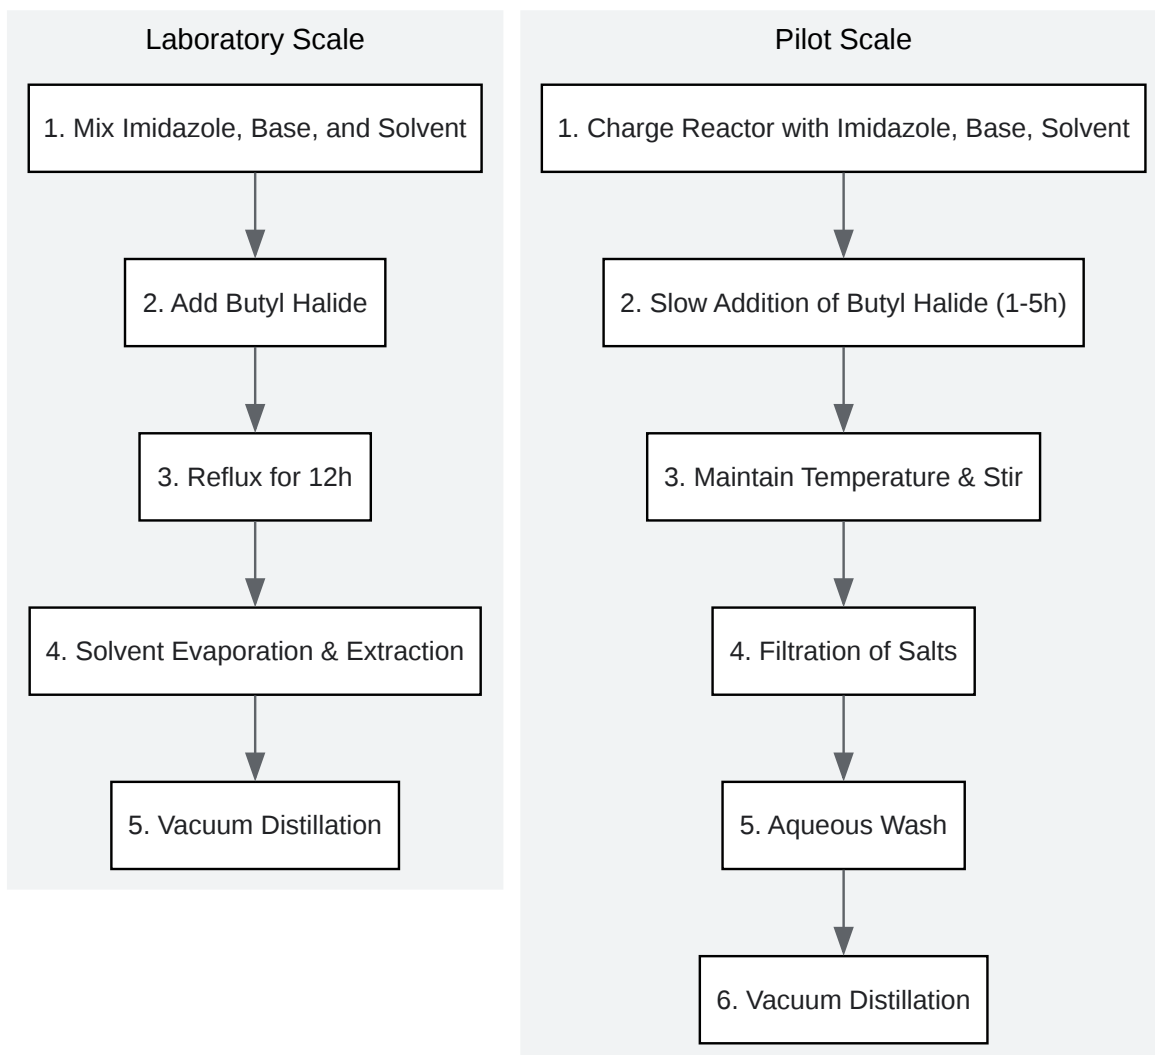 Laboratory Scale
1. Mix Imidazole, Base, and Solvent
2. Add Butyl Halide
3. Reflux for 12h
4. Solvent Evaporation & Extraction
5. Vacuum Distillation
Pilot Scale
1. Charge Reactor with Imidazole, Base, Solvent
2. Slow Addition of Butyl Halide (1-5h)
3. Maintain Temperature & Stir
4. Filtration of Salts
5. Aqueous Wash
6. Vacuum Distillation